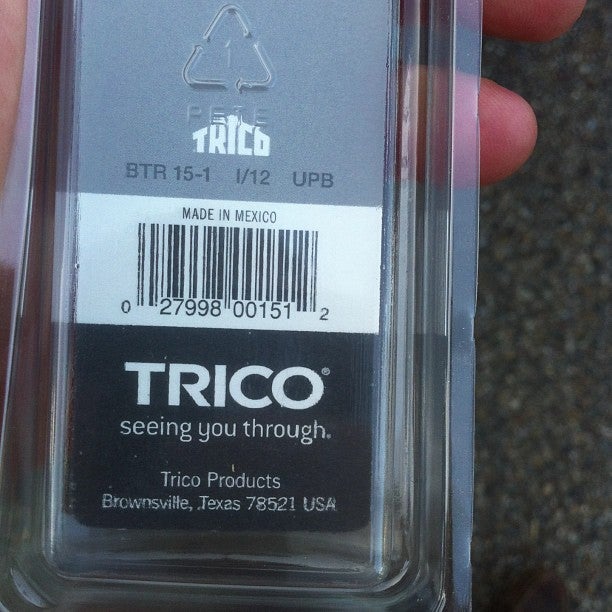 1
PETE
TRICO
BTR 15-1 1/12 UPB
MADE IN MEXICO
0 27998 00151 2
TRICO®
seeing you through®
Trico Products
Brownsville, Texas 78521 USA